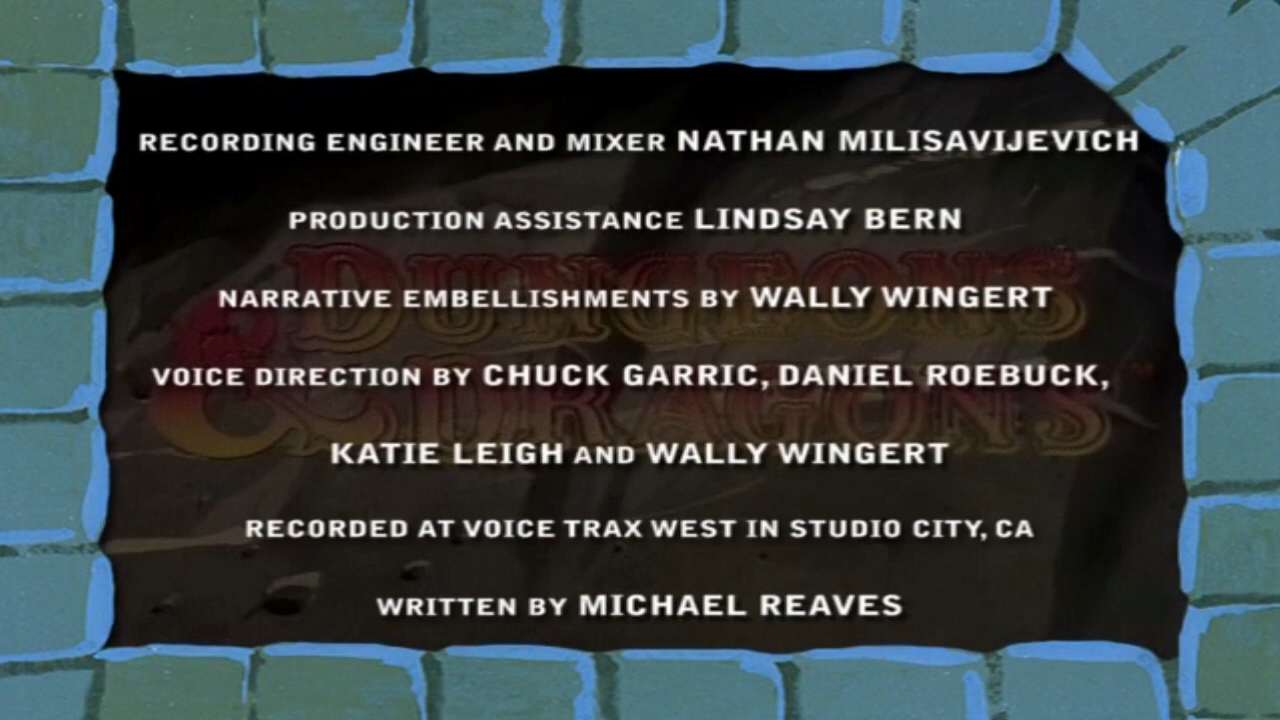 RECORDING ENGINEER AND MIXER NATHAN MILISAVIJEVICH
PRODUCTION ASSISTANCE LINDSAY BERN
NARRATIVE EMBELLISHMENTS BY WALLY WINGERT
DUNGEONS
VOICE DIRECTION BY CHUCK GARRIC, DANIEL ROEBUCK,
& DRAGONS
KATIE LEIGH AND WALLY WINGERT
RECORDED AT VOICE TRAX WEST IN STUDIO CITY, CA
WRITTEN BY MICHAEL REAVES